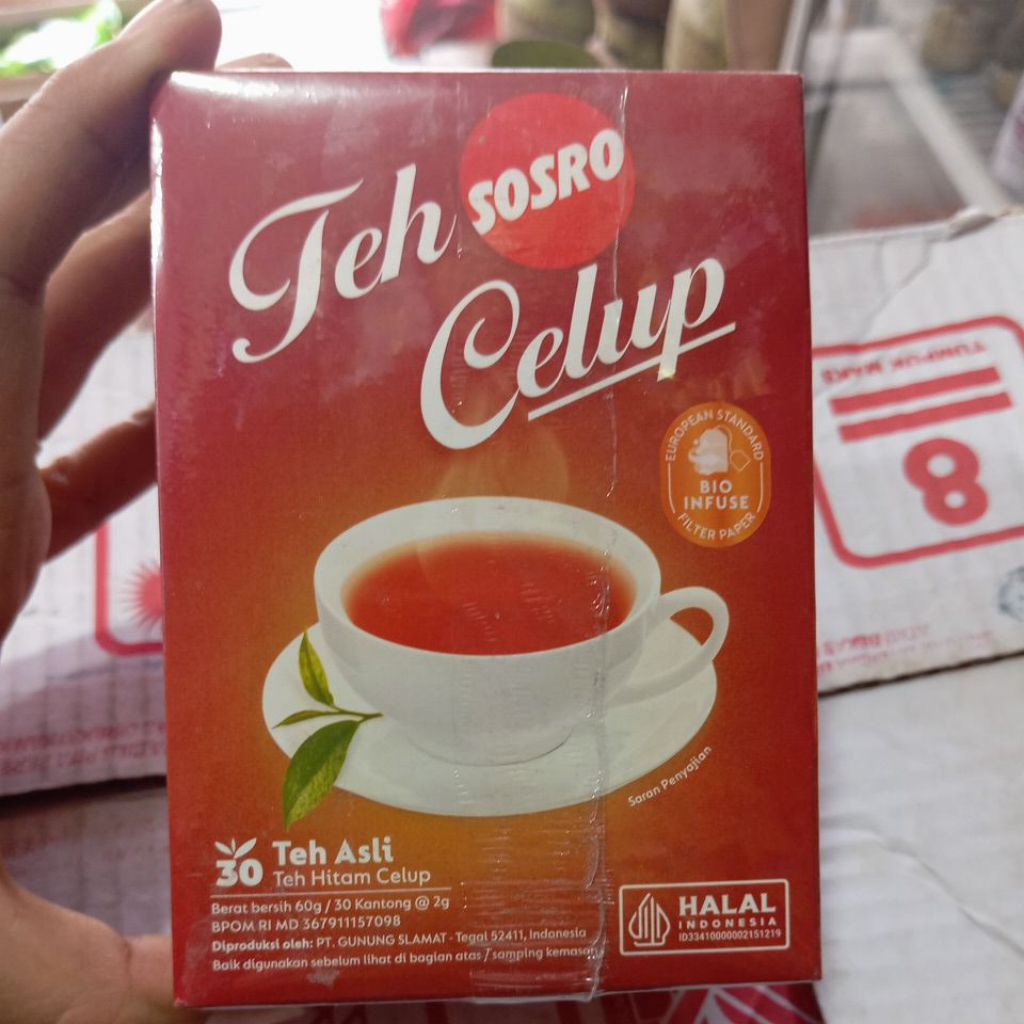 Teh SOSRO
Celup
EUROPEAN STANDARD
BIO
INFUSE
FILTER PAPER
Saran Penyajian
30 Teh Asli
Teh Hitam Celup
Berat bersih 60g / 30 Kantong @ 2g
BPOM RI MD 367911157098
Diproduksi oleh: PT. GUNUNG SLAMAT - Tegal 52411, Indonesia
Baik digunakan sebelum lihat di bagian atas / samping kemasan
HALAL
INDONESIA
ID33410000002151219
TUMPUK MAKS
8